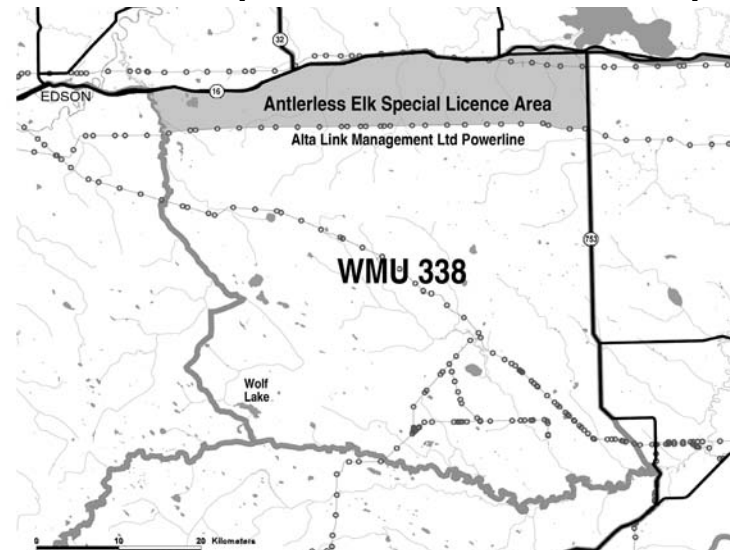 32
EDSON
16
Antlerless Elk Special Licence Area
Alta Link Management Ltd Powerline
753
WMU 338
Wolf
Lake
0 10 20 Kilometers